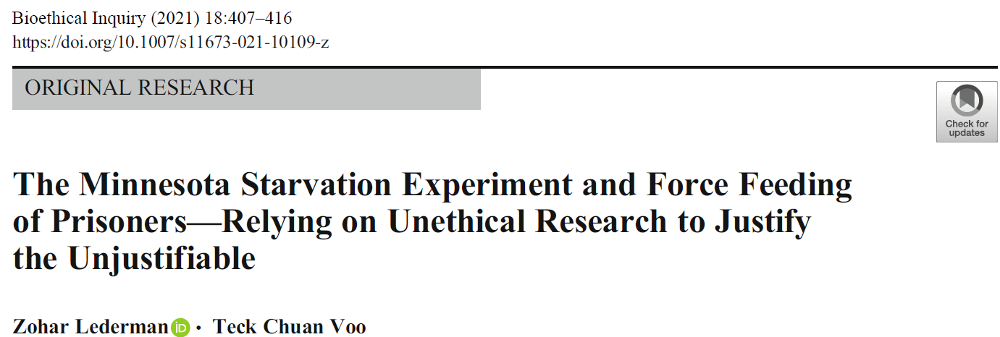 Bioethical Inquiry (2021) 18:407–416
https://doi.org/10.1007/s11673-021-10109-z
ORIGINAL RESEARCH
Check for
updates
The Minnesota Starvation Experiment and Force Feeding
of Prisoners—Relying on Unethical Research to Justify
the Unjustifiable
Zohar Lederman iD · Teck Chuan Voo